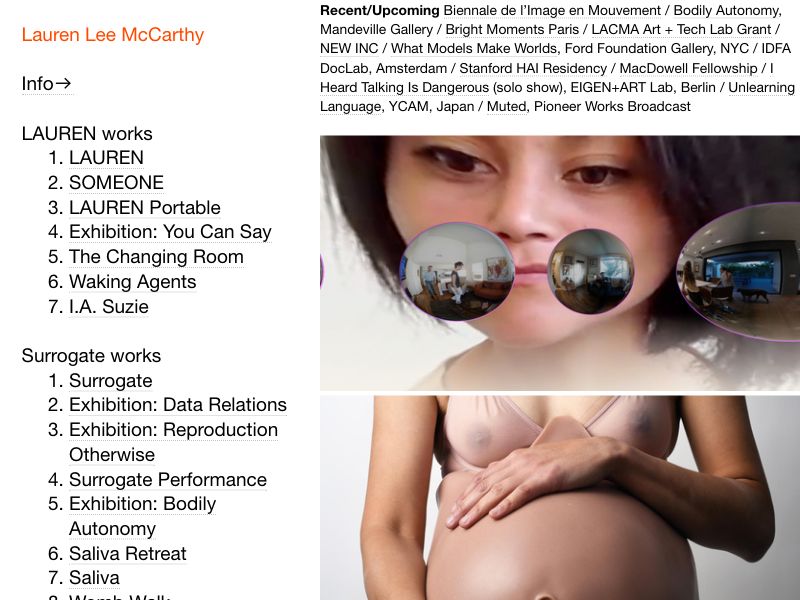 Lauren Lee McCarthy
Info→
LAUREN works
1. LAUREN
2. SOMEONE
3. LAUREN Portable
4. Exhibition: You Can Say
5. The Changing Room
6. Waking Agents
7. I.A. Suzie
Surrogate works
1. Surrogate
2. Exhibition: Data Relations
3. Exhibition: Reproduction
Otherwise
4. Surrogate Performance
5. Exhibition: Bodily
Autonomy
6. Saliva Retreat
7. Saliva
8. Womb Walk
Recent/Upcoming Biennale de l’Image en Mouvement / Bodily Autonomy,
Mandeville Gallery / Bright Moments Paris / LACMA Art + Tech Lab Grant /
NEW INC / What Models Make Worlds, Ford Foundation Gallery, NYC / IDFA
DocLab, Amsterdam / Stanford HAI Residency / MacDowell Fellowship / I
Heard Talking Is Dangerous (solo show), EIGEN+ART Lab, Berlin / Unlearning
Language, YCAM, Japan / Muted, Pioneer Works Broadcast